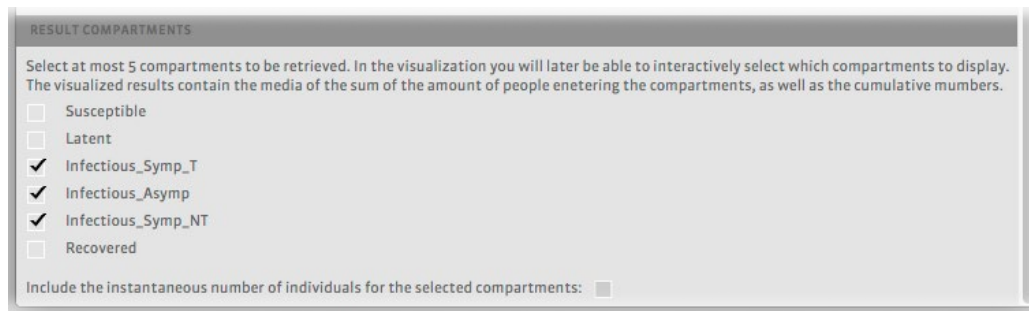 RESULT COMPARTMENTS
Select at most 5 compartments to be retrieved. In the visualization you will later be able to interactively select which compartments to display.
The visualized results contain the media of the sum of the amount of people enetering the compartments, as well as the cumulative mumbers.
Susceptible
Latent
Infectious_Symp_T
Infectious_Asymp
Infectious_Symp_NT
Recovered
Include the instantaneous number of individuals for the selected compartments: